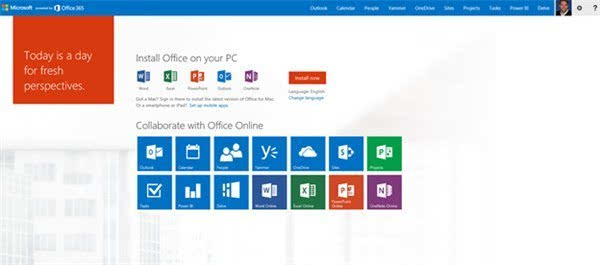 Microsoft powered by Office 365 Outlook Calendar People Yammer OneDrive Sites Projects Tasks Power BI Delve ?
Today is a day
for fresh
perspectives.
Install Office on your PC
Word Excel PowerPoint Outlook OneNote
Install now
Language: English
Change language
Got a Mac? Sign in there to install the latest version of Office for Mac.
Or a smartphone or iPad? Set up mobile apps
Collaborate with Office Online
Outlook Calendar People Yammer OneDrive Sites Projects
Tasks Power BI Delve Word Online Excel Online PowerPoint Online OneNote Online